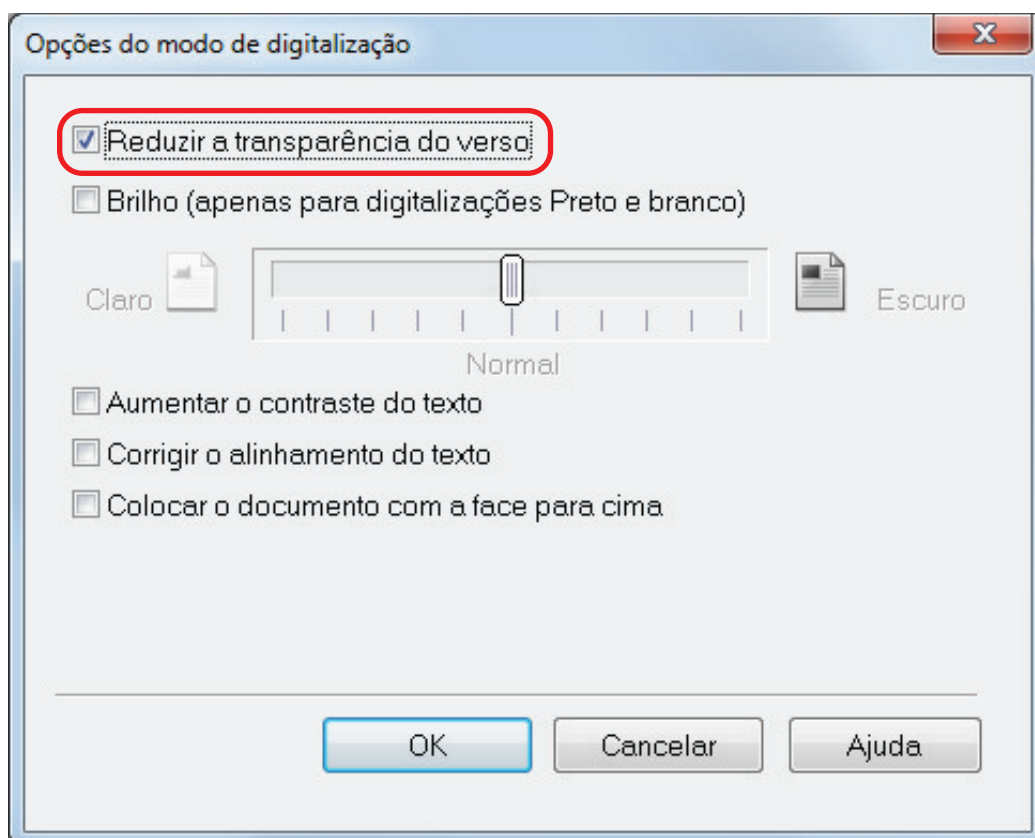 Opções do modo de digitalização
Reduzir a transparência do verso
Brilho (apenas para digitalizações Preto e branco)
Claro
Escuro
Normal
Aumentar o contraste do texto
Corrigir o alinhamento do texto
Colocar o documento com a face para cima
OK
Cancelar
Ajuda